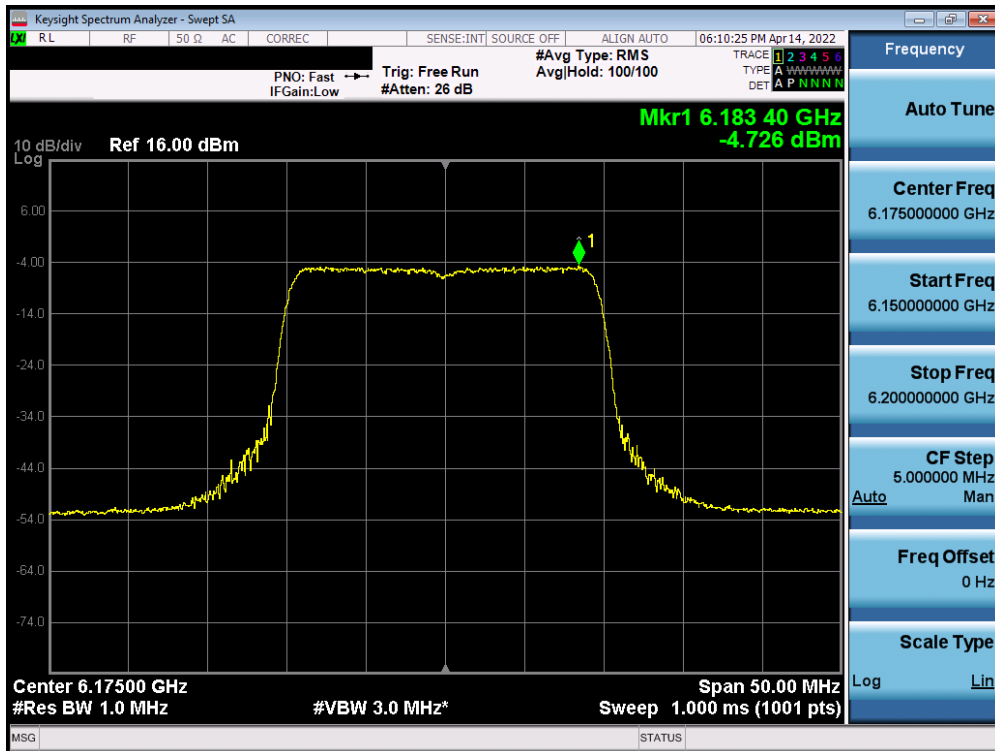 Keysight Spectrum Analyzer - Swept SA
LXI RL RF 50 Ω AC CORREC SENSE:INT SOURCE OFF ALIGN AUTO 06:10:25 PM Apr 14, 2022
PNO: Fast
IFGain:Low
Trig: Free Run
#Atten: 26 dB
#Avg Type: RMS
Avg|Hold: 100/100
TRACE 1 2 3 4 5 6
TYPE A WWWWW
DET A P N N N N
Mkr1 6.183 40 GHz
-4.726 dBm
10 dB/div Ref 16.00 dBm
Log
6.00
-4.00
-14.0
-24.0
-34.0
-44.0
-54.0
-64.0
-74.0
1
Center 6.17500 GHz Span 50.00 MHz
#Res BW 1.0 MHz #VBW 3.0 MHz* Sweep 1.000 ms (1001 pts)
MSG STATUS
Frequency
Auto Tune
Center Freq
6.175000000 GHz
Start Freq
6.150000000 GHz
Stop Freq
6.200000000 GHz
CF Step
5.000000 MHz
Auto Man
Freq Offset
0 Hz
Scale Type
Log Lin